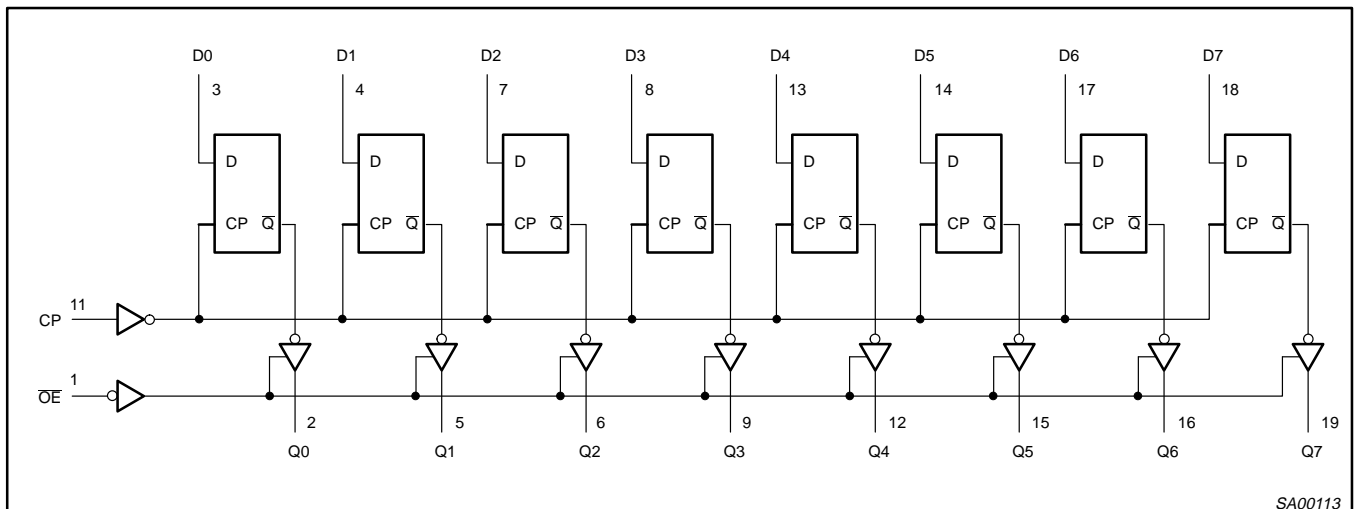 D0 D1 D2 D3 D4 D5 D6 D7
3 4 7 8 13 14 17 18
D D D D D D D D
CP Q̅ CP Q̅ CP Q̅ CP Q̅ CP Q̅ CP Q̅ CP Q̅ CP Q̅
CP 11
O̅E̅ 1
2 5 6 9 12 15 16 19
Q0 Q1 Q2 Q3 Q4 Q5 Q6 Q7
SA00113